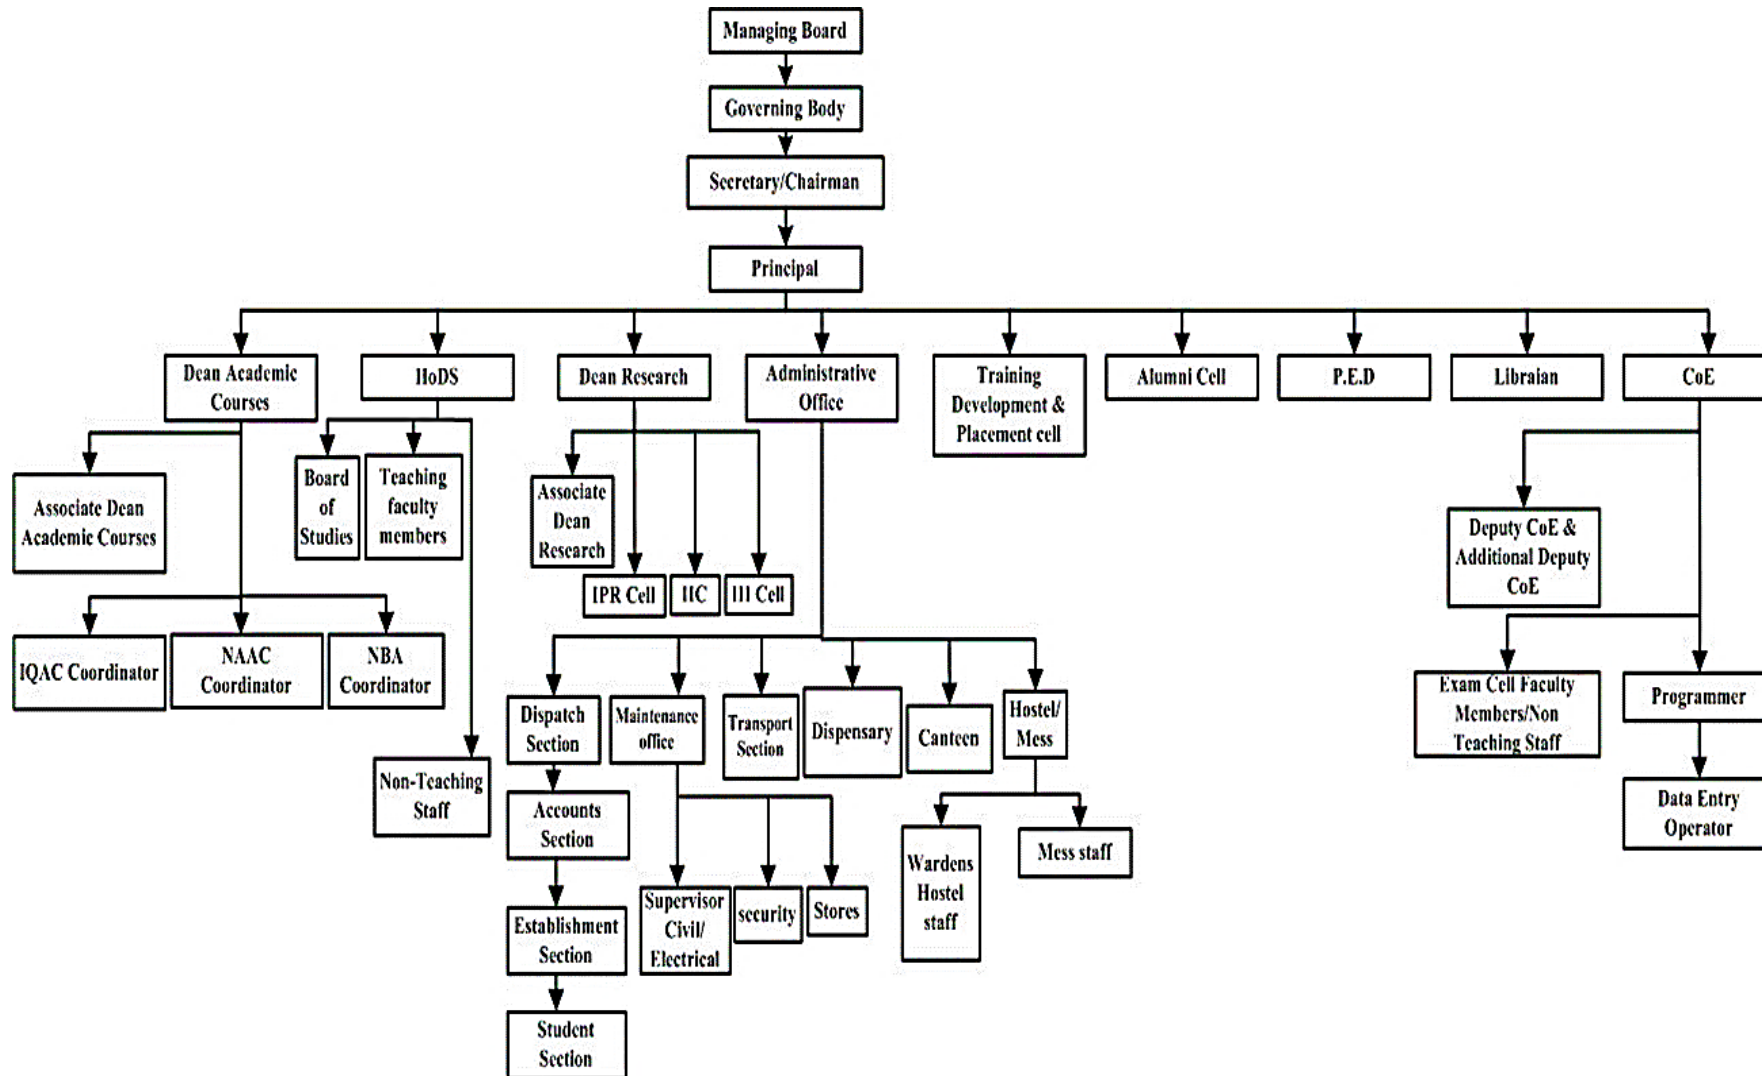 Managing Board
Governing Body
Secretary/Chairman
Principal
Dean Academic
Courses
HoDS
Dean Research
Administrative
Office
Training
Development &
Placement cell
Alumni Cell
P.E.D
Libraian
CoE
Associate Dean
Academic Courses
Board
of
Studies
Teaching
faculty
members
Associate
Dean
Research
Deputy CoE &
Additional Deputy
CoE
IPR Cell
IIC
III Cell
IQAC Coordinator
NAAC
Coordinator
NBA
Coordinator
Non-Teaching
Staff
Dispatch
Section
Maintenance
office
Transport
Section
Dispensary
Canteen
Hostel/
Mess
Exam Cell Faculty
Members/Non
Teaching Staff
Programmer
Data Entry
Operator
Accounts
Section
Establishment
Section
Student
Section
Supervisor
Civil/
Electrical
security
Stores
Wardens
Hostel
staff
Mess staff